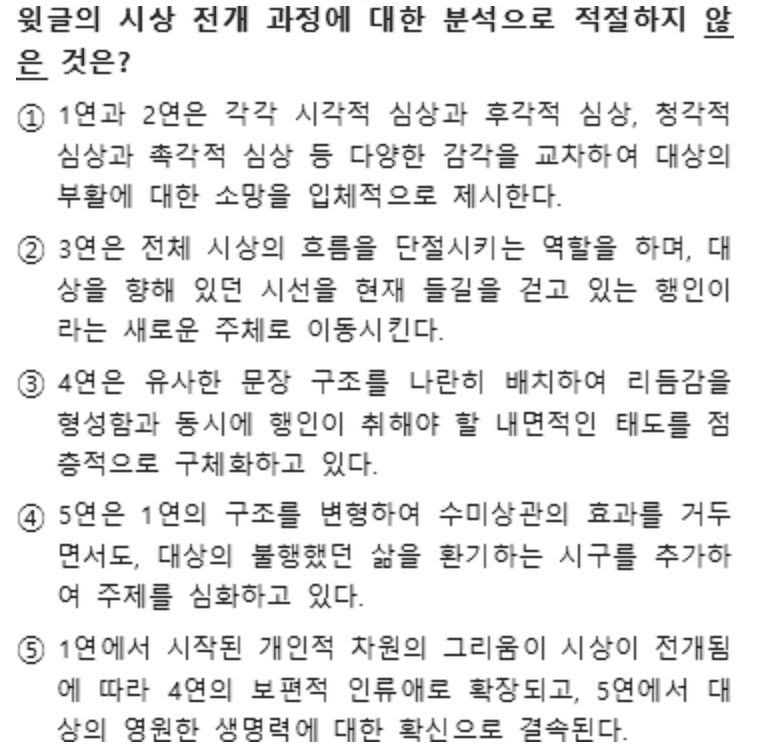 윗글의 시상 전개 과정에 대한 분석으로 적절하지 않
은 것은?
① 1연과 2연은 각각 시각적 심상과 후각적 심상, 청각적
심상과 촉각적 심상 등 다양한 감각을 교차하여 대상의
부활에 대한 소망을 입체적으로 제시한다.
② 3연은 전체 시상의 흐름을 단절시키는 역할을 하며, 대
상을 향해 있던 시선을 현재 들길을 걷고 있는 행인이
라는 새로운 주체로 이동시킨다.
③ 4연은 유사한 문장 구조를 나란히 배치하여 리듬감을
형성함과 동시에 행인이 취해야 할 내면적인 태도를 점
층적으로 구체화하고 있다.
④ 5연은 1연의 구조를 변형하여 수미상관의 효과를 거두
면서도, 대상의 불행했던 삶을 환기하는 시구를 추가하
여 주제를 심화하고 있다.
⑤ 1연에서 시작된 개인적 차원의 그리움이 시상이 전개됨
에 따라 4연의 보편적 인류애로 확장되고, 5연에서 대
상의 영원한 생명력에 대한 확신으로 결속된다.